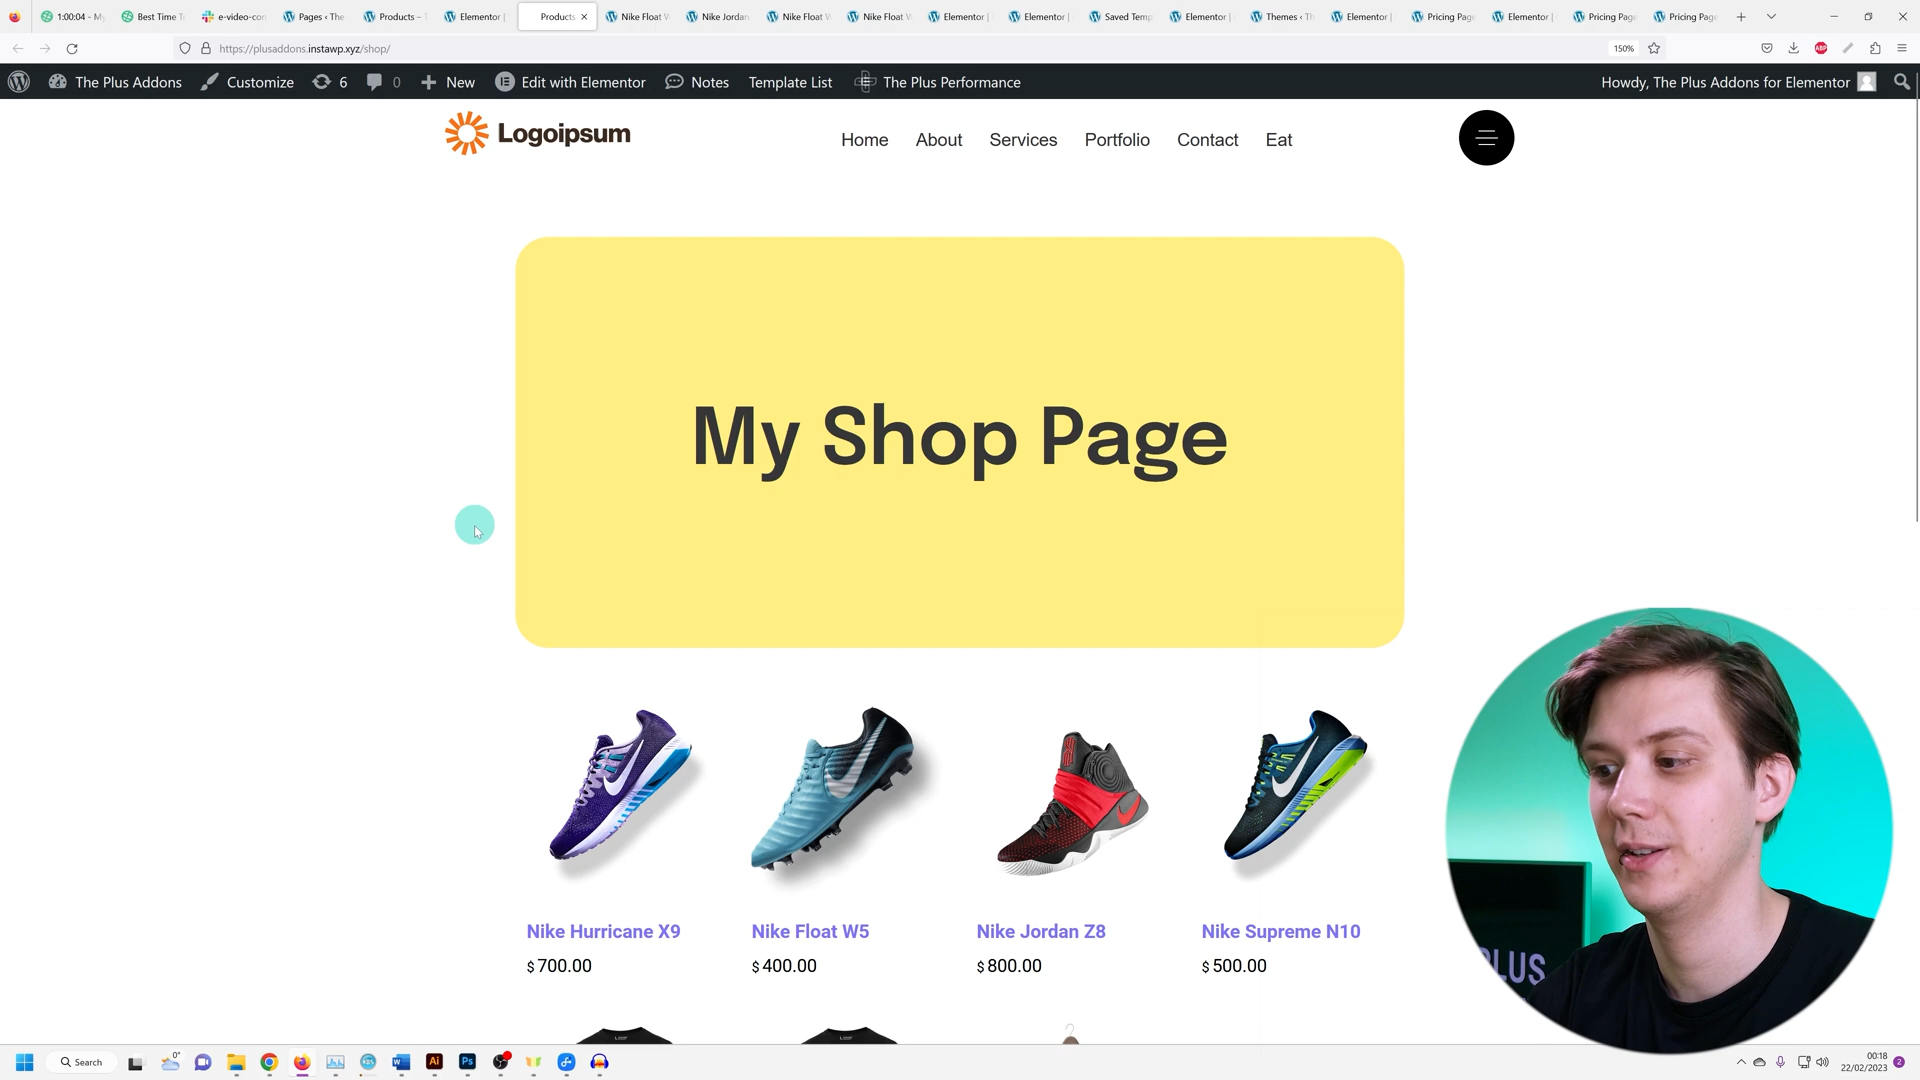 1:00:04 - My
Best Time T
e-video-con
Pages ‹ The
Products –
Elementor |
Products
Nike Float W
Nike Jordan
Nike Float W
Nike Float W
Elementor |
Elementor |
Saved Temp
Elementor |
Themes ‹ Th
Elementor |
Pricing Page
Elementor |
Pricing Page
Pricing Page
https://plusaddons.instawp.xyz/shop/
150%
ABP
The Plus Addons
Customize
6
0
New
Edit with Elementor
Notes
Template List
The Plus Performance
Howdy, The Plus Addons for Elementor
Logoipsum
Home
About
Services
Portfolio
Contact
Eat
My Shop Page
Nike Hurricane X9
Nike Float W5
Nike Jordan Z8
Nike Supreme N10
$ 700.00
$ 400.00
$ 800.00
$ 500.00
PLUS
Search
0°
Ai
Ps
00:18
22/02/2023
2